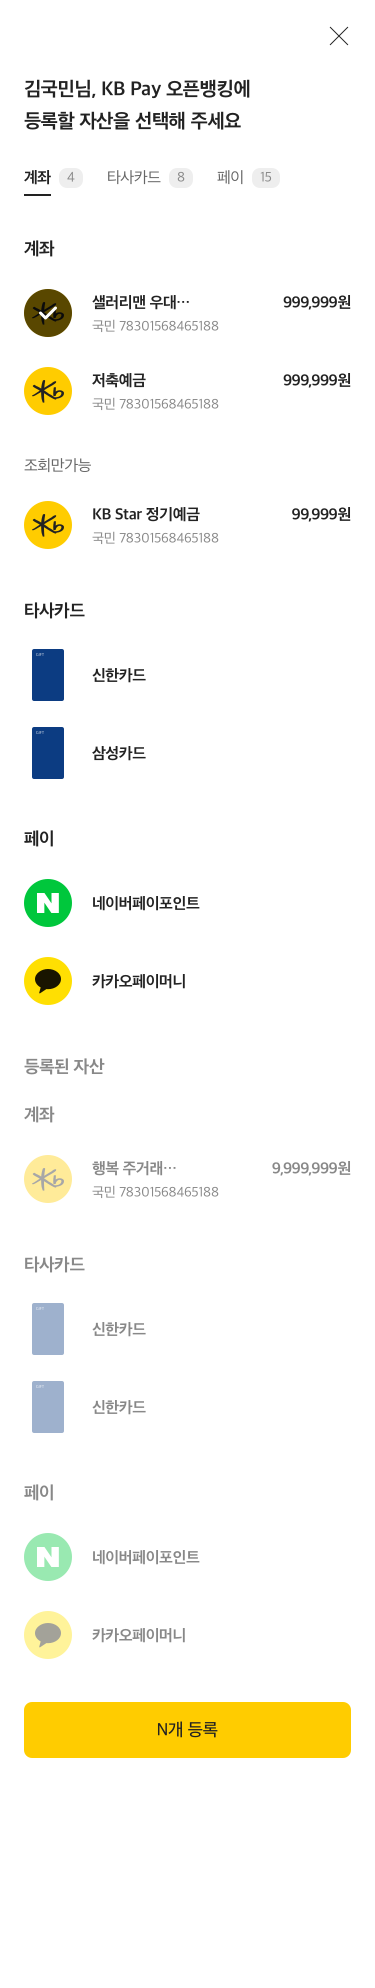 김국민님, KB Pay 오픈뱅킹에
등록할 자산을 선택해 주세요
계좌 4 타사카드 8 페이 15
계좌
샐러리맨 우대… 999,999원
국민 78301568465188
저축예금 999,999원
국민 78301568465188
조회만가능
KB Star 정기예금 99,999원
국민 78301568465188
타사카드
신한카드
삼성카드
페이
네이버페이포인트
카카오페이머니
등록된 자산
계좌
행복 주거래… 9,999,999원
국민 78301568465188
타사카드
신한카드
신한카드
페이
네이버페이포인트
카카오페이머니
N개 등록